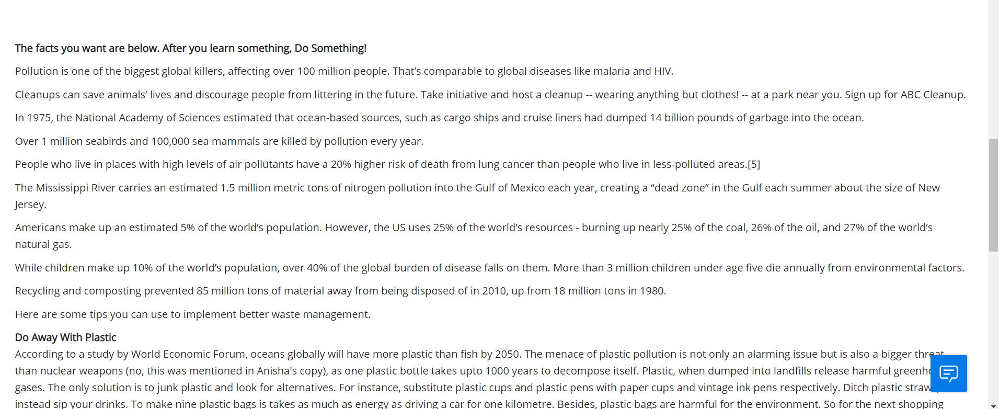 The facts you want are below. After you learn something, Do Something!
Pollution is one of the biggest global killers, affecting over 100 million people. That’s comparable to global diseases like malaria and HIV.
Cleanups can save animals’ lives and discourage people from littering in the future. Take initiative and host a cleanup -- wearing anything but clothes! -- at a park near you. Sign up for ABC Cleanup.
In 1975, the National Academy of Sciences estimated that ocean-based sources, such as cargo ships and cruise liners had dumped 14 billion pounds of garbage into the ocean.
Over 1 million seabirds and 100,000 sea mammals are killed by pollution every year.
People who live in places with high levels of air pollutants have a 20% higher risk of death from lung cancer than people who live in less-polluted areas.[5]
The Mississippi River carries an estimated 1.5 million metric tons of nitrogen pollution into the Gulf of Mexico each year, creating a “dead zone” in the Gulf each summer about the size of New
Jersey.
Americans make up an estimated 5% of the world’s population. However, the US uses 25% of the world’s resources - burning up nearly 25% of the coal, 26% of the oil, and 27% of the world’s
natural gas.
While children make up 10% of the world’s population, over 40% of the global burden of disease falls on them. More than 3 million children under age five die annually from environmental factors.
Recycling and composting prevented 85 million tons of material away from being disposed of in 2010, up from 18 million tons in 1980.
Here are some tips you can use to implement better waste management.
Do Away With Plastic
According to a study by World Economic Forum, oceans globally will have more plastic than fish by 2050. The menace of plastic pollution is not only an alarming issue but is also a bigger threat
than nuclear weapons (no, this was mentioned in Anisha's copy), as one plastic bottle takes upto 1000 years to decompose itself. Plastic, when dumped into landfills release harmful
gases. The only solution is to junk plastic and look for alternatives. For instance, substitute plastic cups and plastic pens with paper cups and vintage ink pens respectively. Ditch plastic
instead sip your drinks. To make nine plastic bags is takes as much as energy as driving a car for one kilometre. Besides, plastic bags are harmful for the environment. So for the next shopping